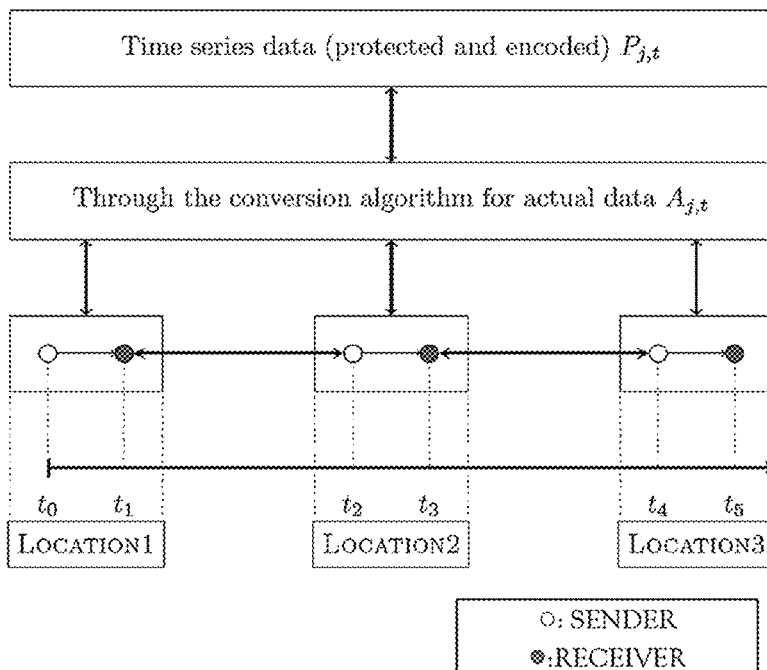 Time series data (protected and encoded) P_{j,t}
Through the conversion algorithm for actual data A_{j,t}
t_0 t_1 t_2 t_3 t_4 t_5
LOCATION1 LOCATION2 LOCATION3
○: SENDER
●:RECEIVER